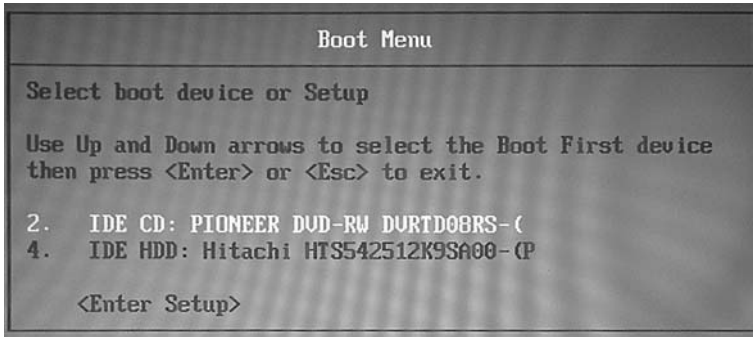 Boot Menu
Select boot device or Setup
Use Up and Down arrows to select the Boot First device
then press <Enter> or <Esc> to exit.
2. IDE CD: PIONEER DVD-RW DVRTD08RS-(
4. IDE HDD: Hitachi HTS542512K9SA00-(P
<Enter Setup>